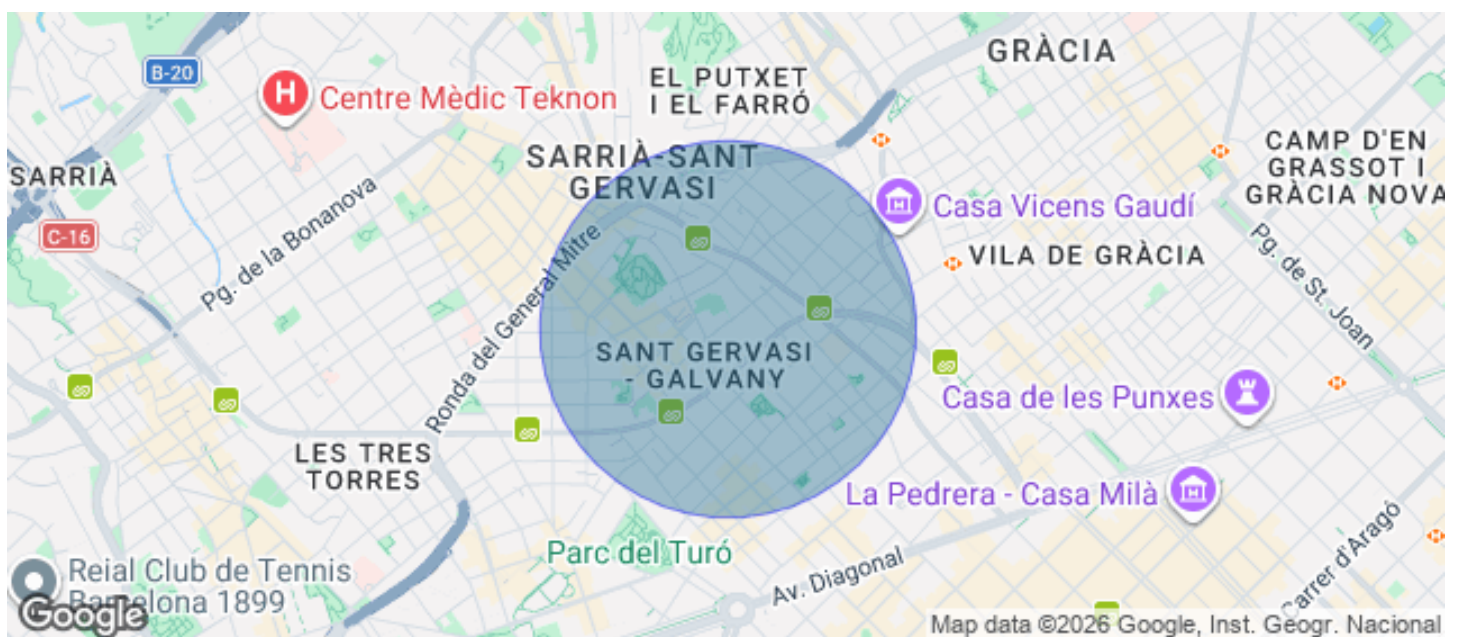 GRÀCIA
B-20
EL PUTXET
I EL FARRÓ
H
Centre Mèdic Teknon
CAMP D'EN
GRASSOT I
GRÀCIA NOVA
SARRIÀ-SANT
GERVASI
SARRIÀ
Casa Vicens Gaudí
C-16
Pg. de la Bonanova
VILA DE GRÀCIA
Pg. de St. Joan
Ronda del General Mitre
SANT GERVASI
- GALVANY
Casa de les Punxes
LES TRES
TORRES
La Pedrera - Casa Milà
Parc del Turó
Av. Diagonal
Carrer d'Aragó
Reial Club de Tennis
Barcelona 1899
Google
Map data ©2026 Google, Inst. Geogr. Nacional